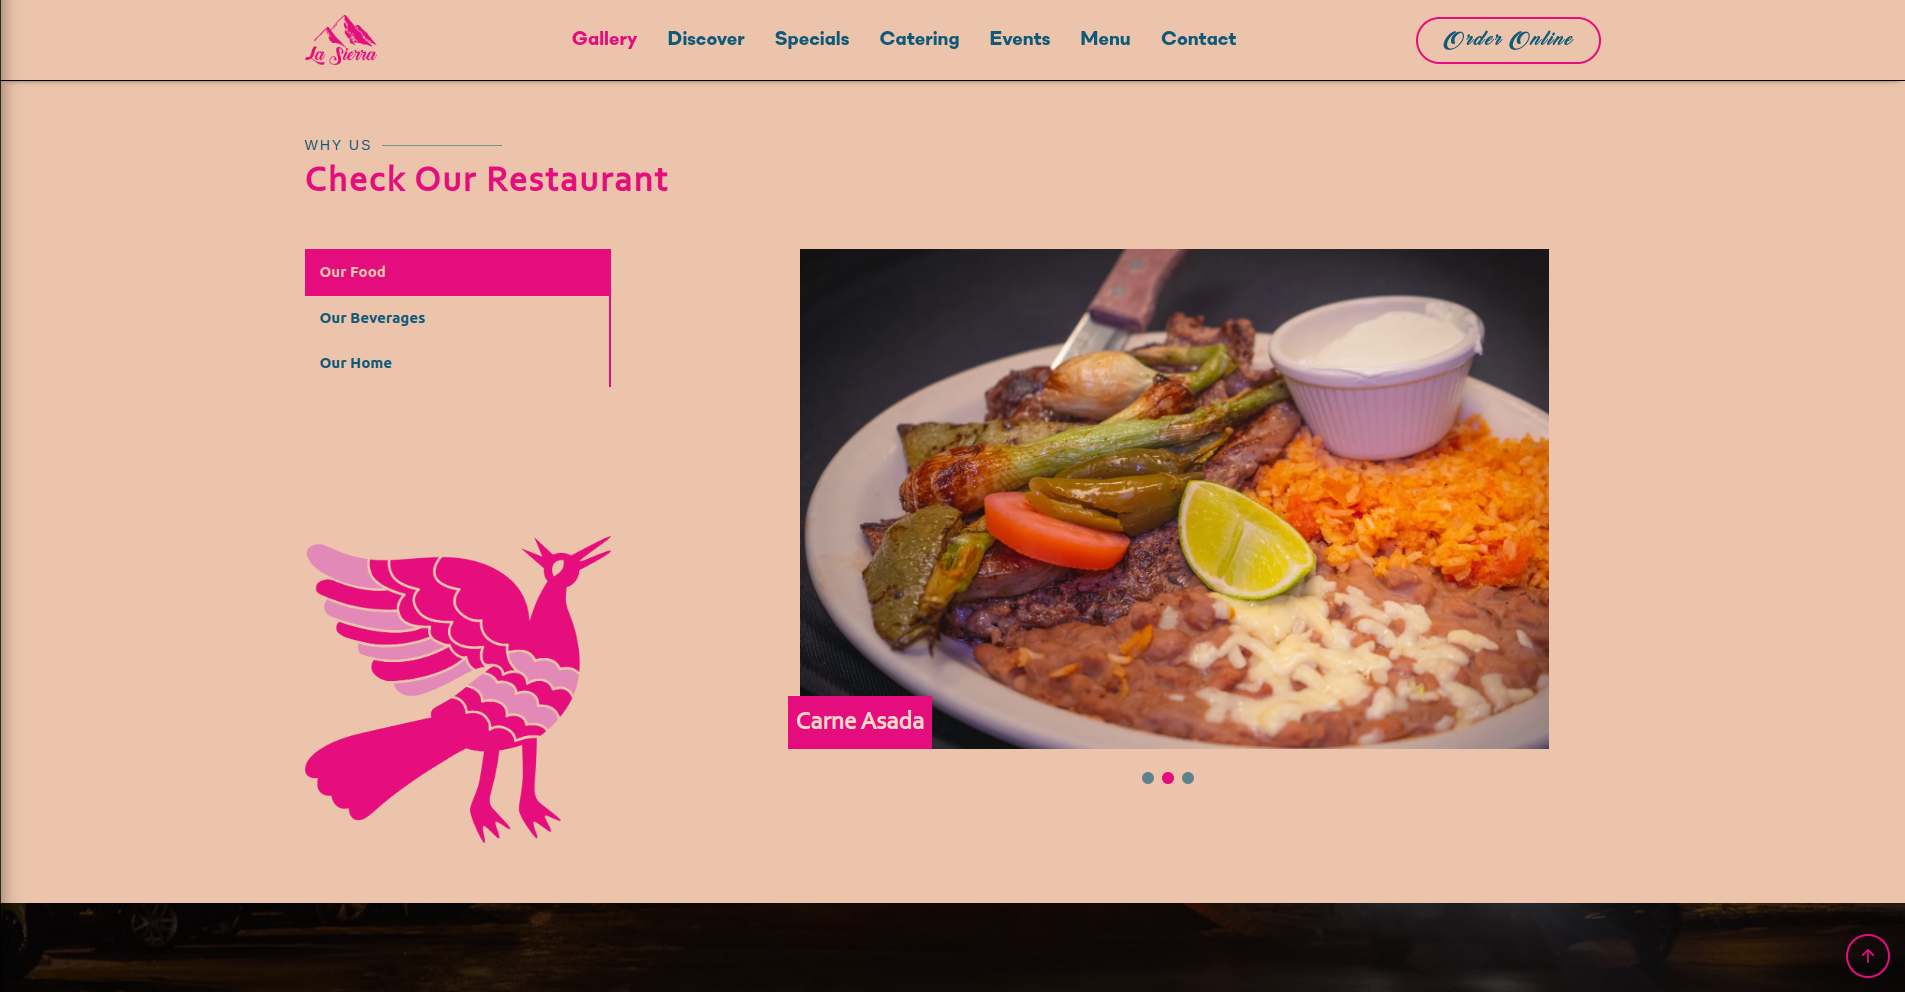 La Sierra
Gallery Discover Specials Catering Events Menu Contact
Order Online
WHY US
Check Our Restaurant
Our Food
Our Beverages
Our Home
Carne Asada